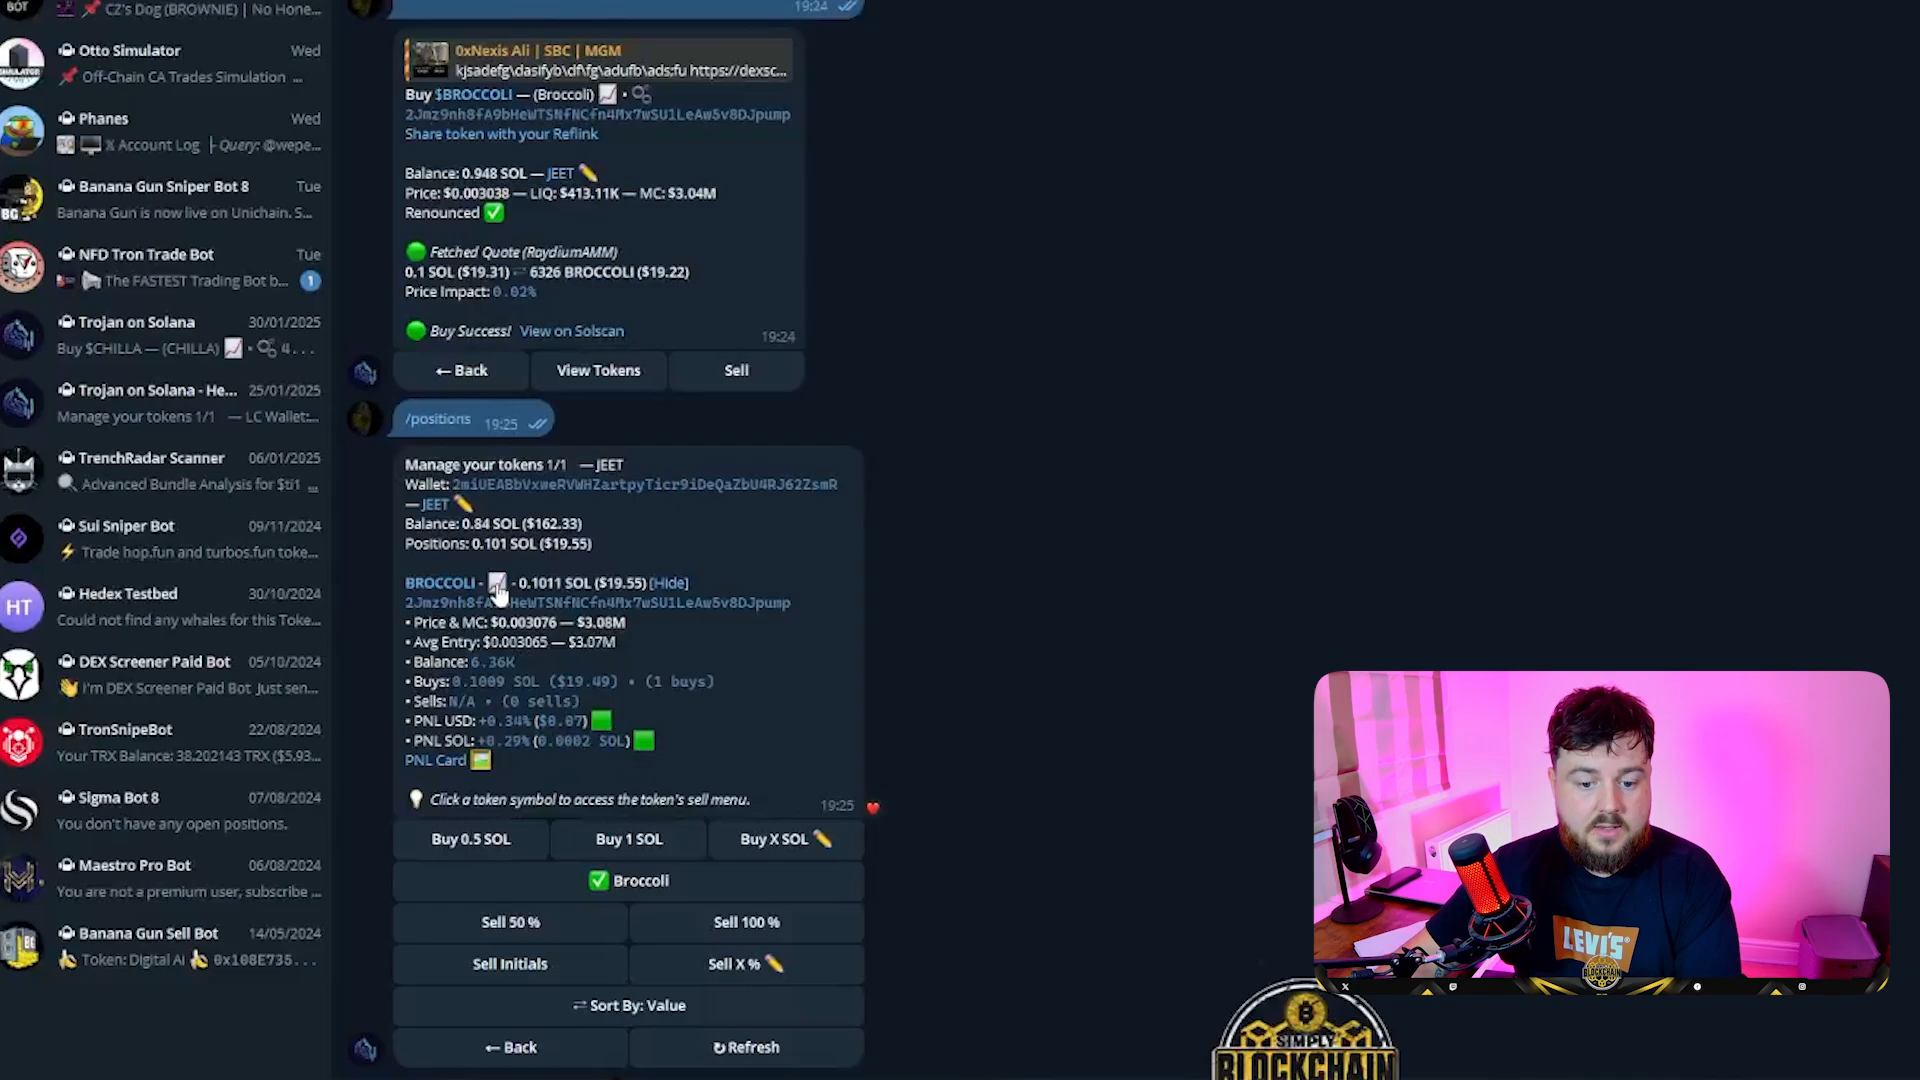 BOT
CZ's Dog (BROWNIE) | No Hone...
Otto Simulator Wed
Off-Chain CA Trades Simulation ...
Phanes Wed
X Account Log ├ Query: @wepe...
Banana Gun Sniper Bot 8 Tue
Banana Gun is now live on Unichain. S...
NFD Tron Trade Bot Tue
The FASTEST Trading Bot b... 1
Trojan on Solana 30/01/2025
Buy $CHILLA — (CHILLA) 📈 • 4...
Trojan on Solana - He... 25/01/2025
Manage your tokens 1/1 — LC Wallet:...
TrenchRadar Scanner 06/01/2025
Advanced Bundle Analysis for $ti1 ...
Sui Sniper Bot 09/11/2024
⚡ Trade hop.fun and turbos.fun toke...
HT
Hedex Testbed 30/10/2024
Could not find any whales for this Toke...
DEX Screener Paid Bot 05/10/2024
👋 I'm DEX Screener Paid Bot Just sen...
TronSnipeBot 22/08/2024
Your TRX Balance: 38.202143 TRX ($5.93...
Sigma Bot 8 07/08/2024
You don't have any open positions.
Maestro Pro Bot 06/08/2024
You are not a premium user, subscribe ...
Banana Gun Sell Bot 14/05/2024
🍌 Token: Digital Ai 🍌 0x108E735...
19:24
0xNexis Ali | SBC | MGM
kjsadefg\dasifyb\df\fg\adufb\ads;fu https://dexsc...
Buy $BROCCOLI — (Broccoli) 📈 •
2Jmz9nh8fA9bHeWTSNfNCfn4Mx7wSU1LeAw5v8DJpump
Share token with your Reflink
Balance: 0.948 SOL — JEET ✏️
Price: $0.003038 — LIQ: $413.11K — MC: $3.04M
Renounced ✅
🟢 Fetched Quote (RaydiumAMM)
0.1 SOL ($19.31) ⇌ 6326 BROCCOLI ($19.22)
Price Impact: 0.02%
🟢 Buy Success! View on Solscan
19:24
← Back View Tokens Sell
/positions 19:25
Manage your tokens 1/1 — JEET
Wallet: 2miUEABbVxweRVWHZartpyTicr9iDeQaZbU4RJ62ZsmR
— JEET ✏️
Balance: 0.84 SOL ($162.33)
Positions: 0.101 SOL ($19.55)
BROCCOLI - 📈 - 0.1011 SOL ($19.55) [Hide]
• Price & MC: $0.003076 — $3.08M
• Avg Entry: $0.003065 — $3.07M
• Balance: 6.36K
• Buys: 0.1009 SOL ($19.49) • (1 buys)
• Sells: N/A • (0 sells)
• PNL USD: +0.34% ($0.07) 🟩
• PNL SOL: +0.29% (0.0002 SOL) 🟩
PNL Card
💡 Click a token symbol to access the token's sell menu.
19:25
Buy 0.5 SOL Buy 1 SOL Buy X SOL ✏️
✅ Broccoli
Sell 50 % Sell 100 %
Sell Initials Sell X % ✏️
⇌ Sort By: Value
← Back ↻ Refresh
LEVI'S
BLOCKCHAIN
SIMPLY
BLOCKCHAIN